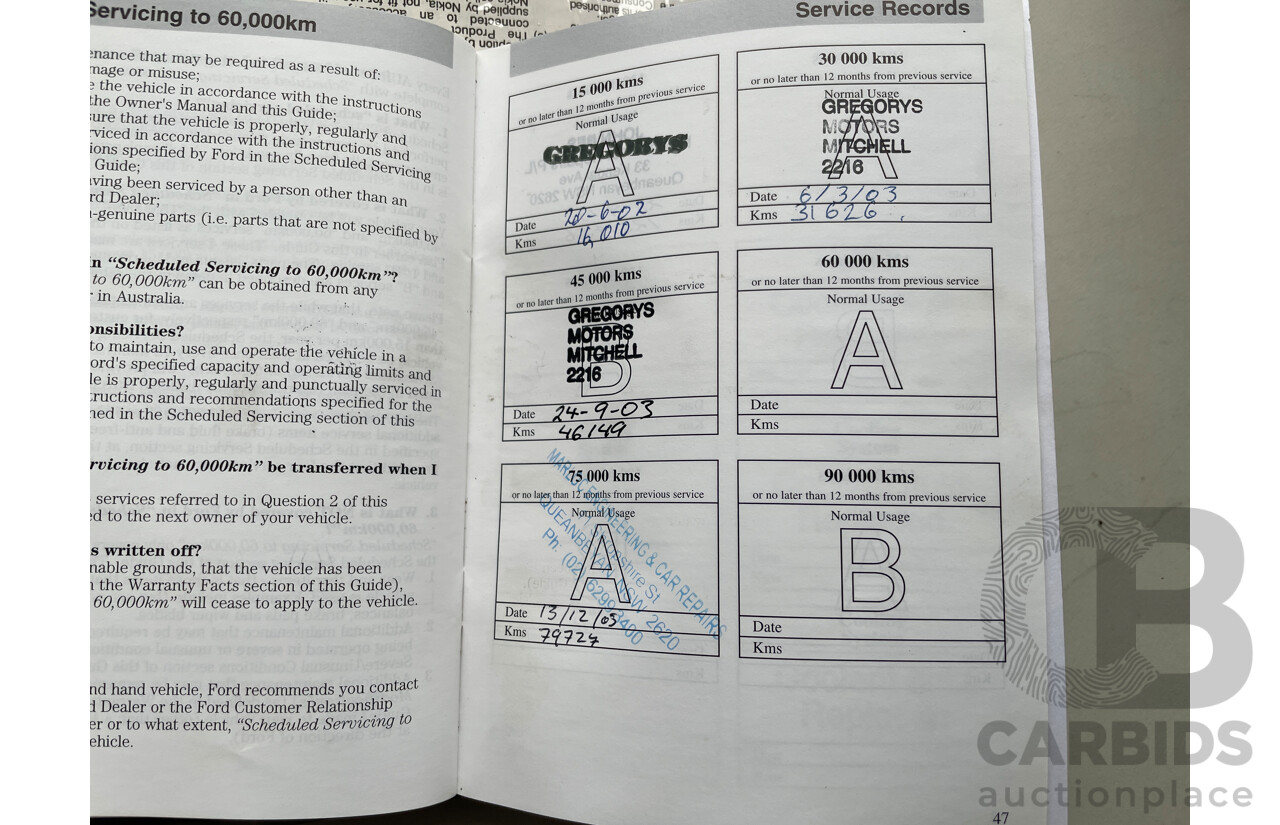 Servicing to 60,000km
enance that may be required as a result of:
mage or misuse;
e the vehicle in accordance with the instructions
the Owner's Manual and this Guide;
sure that the vehicle is properly, regularly and
rviced in accordance with the instructions and
ions specified by Ford in the Scheduled Servicing
Guide;
aving been serviced by a person other than an
rd Dealer;
n-genuine parts (i.e. parts that are not specified by
n "Scheduled Servicing to 60,000km"?
to 60,000km" can be obtained from any
r in Australia.
onsibilities?
to maintain, use and operate the vehicle in a
ord's specified capacity and operating limits and
le is properly, regularly and punctually serviced in
tructions and recommendations specified for the
ned in the Scheduled Servicing section of this
rvicing to 60,000km" be transferred when I
services referred to in Question 2 of this
ed to the next owner of your vehicle.
s written off?
nable grounds, that the vehicle has been
n the Warranty Facts section of this Guide),
60,000km" will cease to apply to the vehicle.
nd hand vehicle, Ford recommends you contact
d Dealer or the Ford Customer Relationship
er or to what extent, "Scheduled Servicing to
ehicle.
Service Records
15 000 kms
or no later than 12 months from previous service
Normal Usage
A
GREGORYS
Date 20-6-02
Kms 16,010
30 000 kms
or no later than 12 months from previous service
Normal Usage
A
GREGORYS
MOTORS
MITCHELL
2216
Date 6/3/03
Kms 31626
45 000 kms
or no later than 12 months from previous service
GREGORYS
MOTORS
MITCHELL
2216
B
Date 24-9-03
Kms 46149
60 000 kms
or no later than 12 months from previous service
Normal Usage
A
Date
Kms
75 000 kms
or no later than 12 months from previous service
Normal Usage
A
ENGINEERING & CAR REPAIRS
St
QUEANBEYAN NSW 2620
Date 13/12/05
Kms 79724
90 000 kms
or no later than 12 months from previous service
Normal Usage
B
Date
Kms
47
CARBIDS
auctionplace